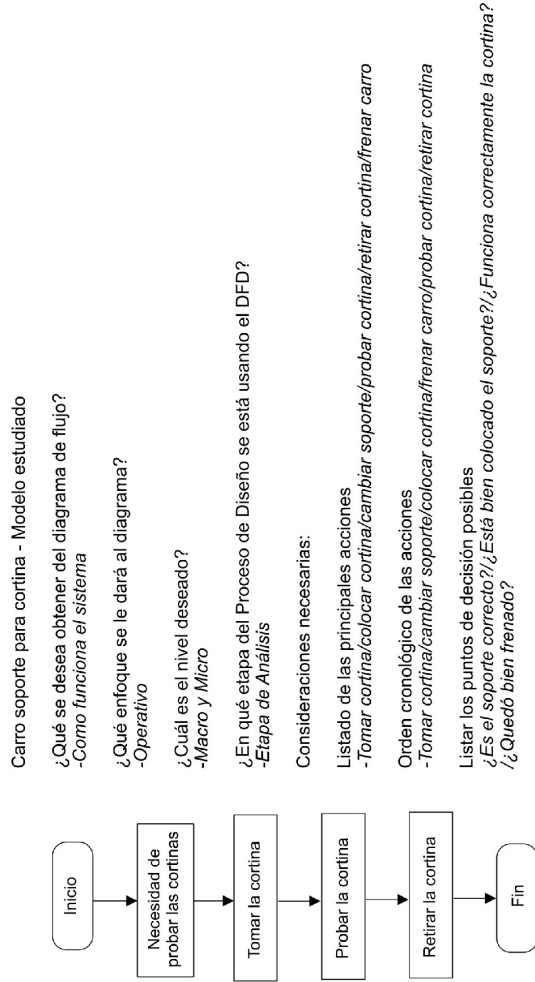 Carro soporte para cortina - Modelo estudiado
¿Qué se desea obtener del diagrama de flujo?
-Como funciona el sistema
¿Qué enfoque se le dará al diagrama?
-Operativo
¿Cuál es el nivel deseado?
-Macro y Micro
¿En qué etapa del Proceso de Diseño se está usando el DFD?
-Etapa de Análisis
Consideraciones necesarias:
Listado de las principales acciones
-Tomar cortina/colocar cortina/cambiar soporte/probar cortina/retirar cortina/frenar carro
Orden cronológico de las acciones
-Tomar cortina/cambiar soporte/colocar cortina/frenar carro/probar cortina/retirar cortina
Listar los puntos de decisión posibles
¿Es el soporte correcto?/¿Está bien colocado el soporte?/¿Funciona correctamente la cortina?
/¿Quedó bien frenado?
Inicio
Necesidad de
probar las cortinas
Tomar la cortina
Probar la cortina
Retirar la cortina
Fin